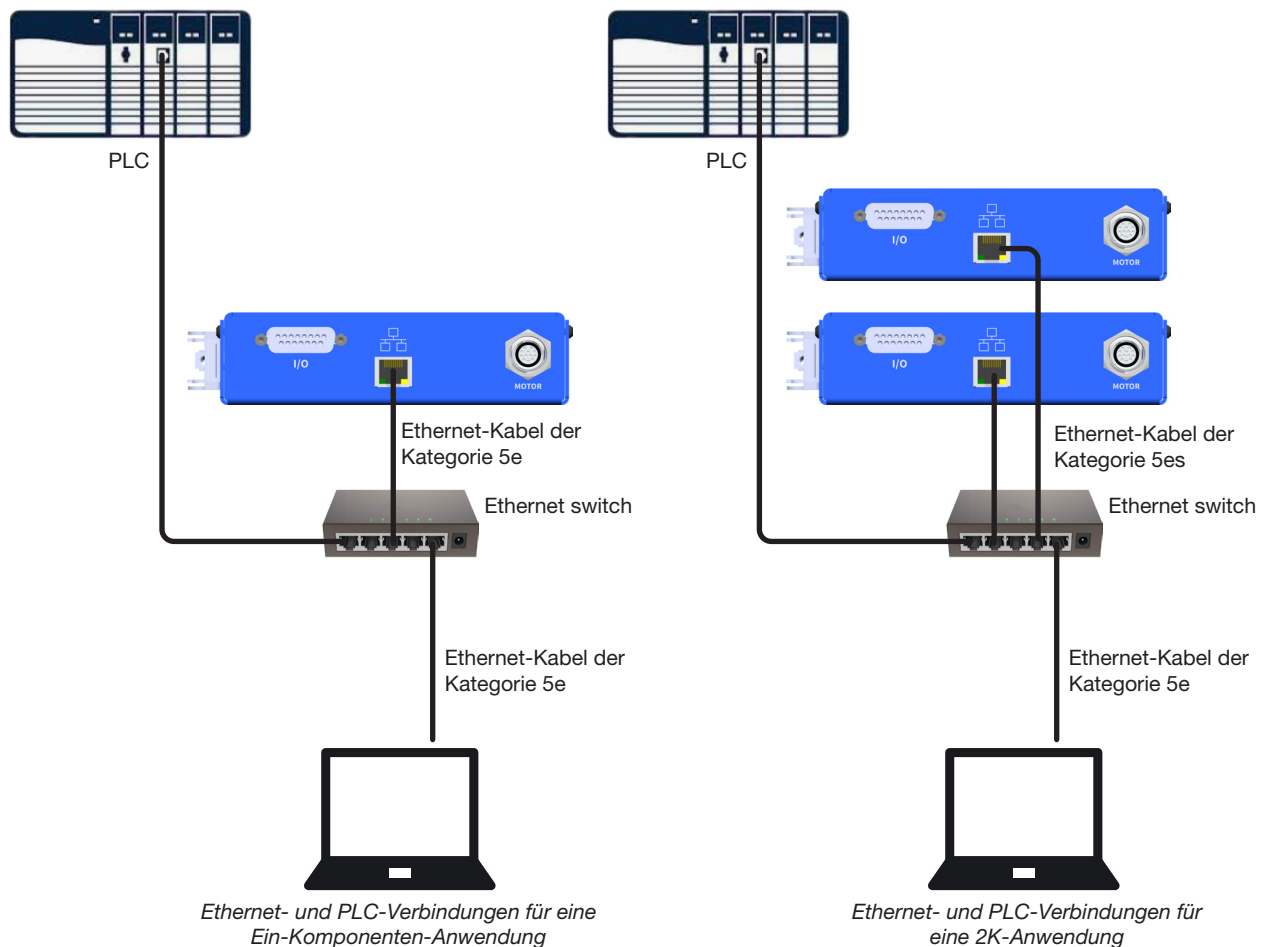 PLC
I/O
MOTOR
Ethernet-Kabel der
Kategorie 5e
Ethernet switch
Ethernet-Kabel der
Kategorie 5e
Ethernet- und PLC-Verbindungen für eine
Ein-Komponenten-Anwendung
PLC
I/O
MOTOR
I/O
MOTOR
Ethernet-Kabel der
Kategorie 5es
Ethernet switch
Ethernet-Kabel der
Kategorie 5e
Ethernet- und PLC-Verbindungen für
eine 2K-Anwendung